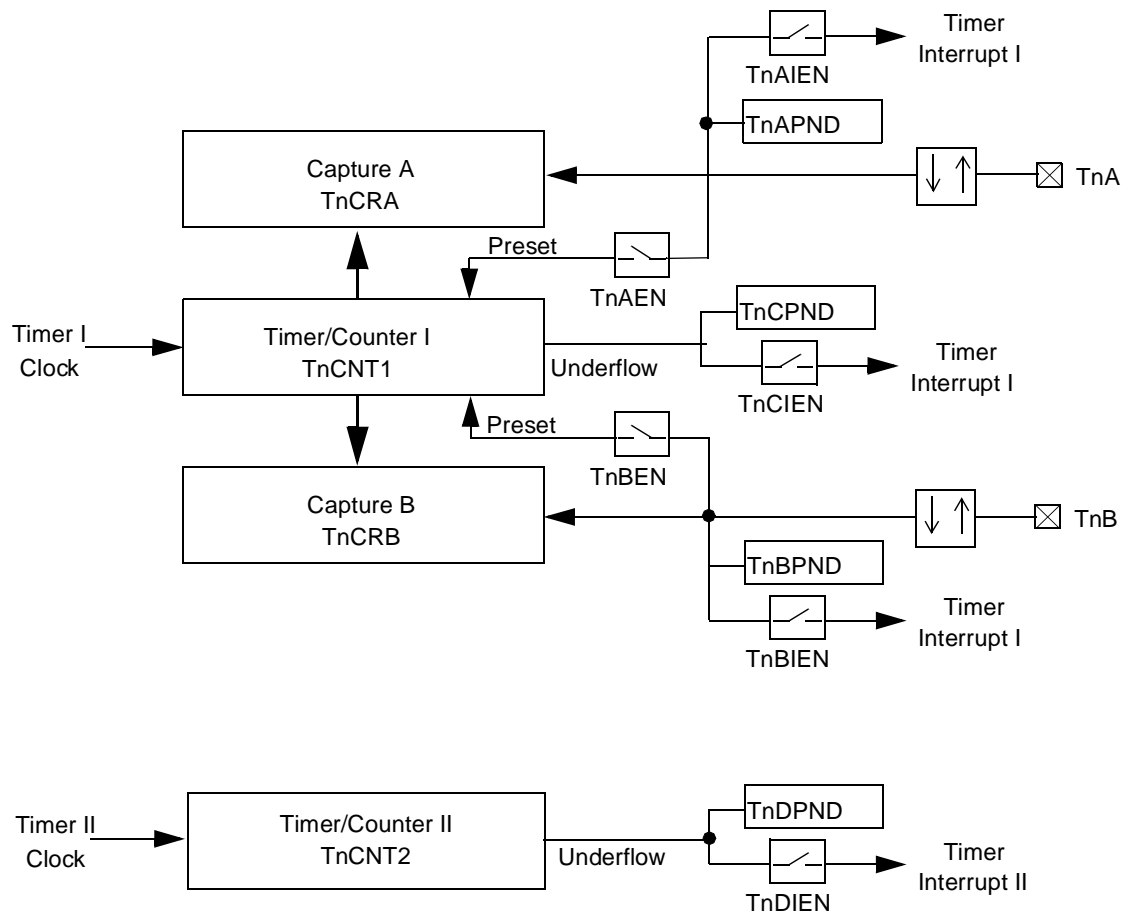 Timer
Interrupt I
TnAIEN
TnAPND
Capture A
TnCRA
TnA
Preset
TnAEN
TnCPND
Timer I
Clock
Timer/Counter I
TnCNT1
Underflow
Timer
Interrupt I
TnCIEN
Preset
TnBEN
Capture B
TnCRB
TnB
TnBPND
Timer
Interrupt I
TnBIEN
TnDPND
Timer II
Clock
Timer/Counter II
TnCNT2
Underflow
Timer
Interrupt II
TnDIEN